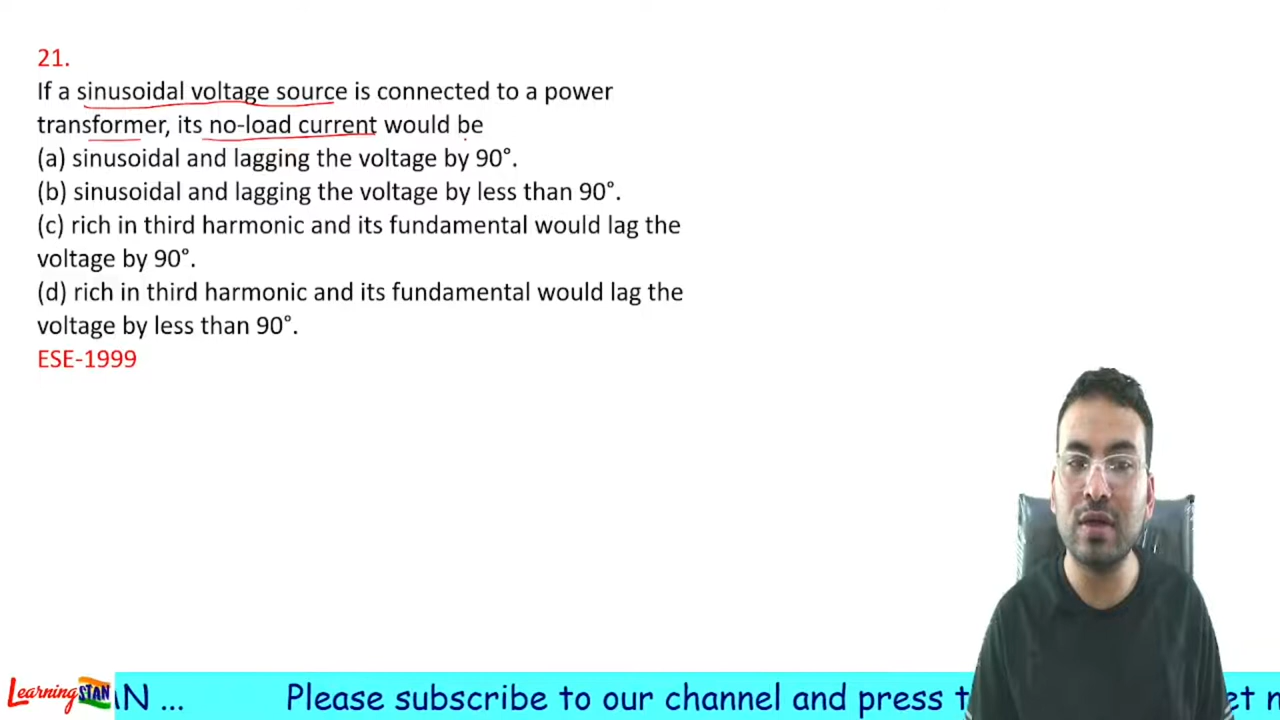 21.
If a sinusoidal voltage source is connected to a power
transformer, its no-load current would be
(a) sinusoidal and lagging the voltage by 90°.
(b) sinusoidal and lagging the voltage by less than 90°.
(c) rich in third harmonic and its fundamental would lag the
voltage by 90°.
(d) rich in third harmonic and its fundamental would lag the
voltage by less than 90°.
ESE-1999
Learning STAN
AN ... Please subscribe to our channel and press